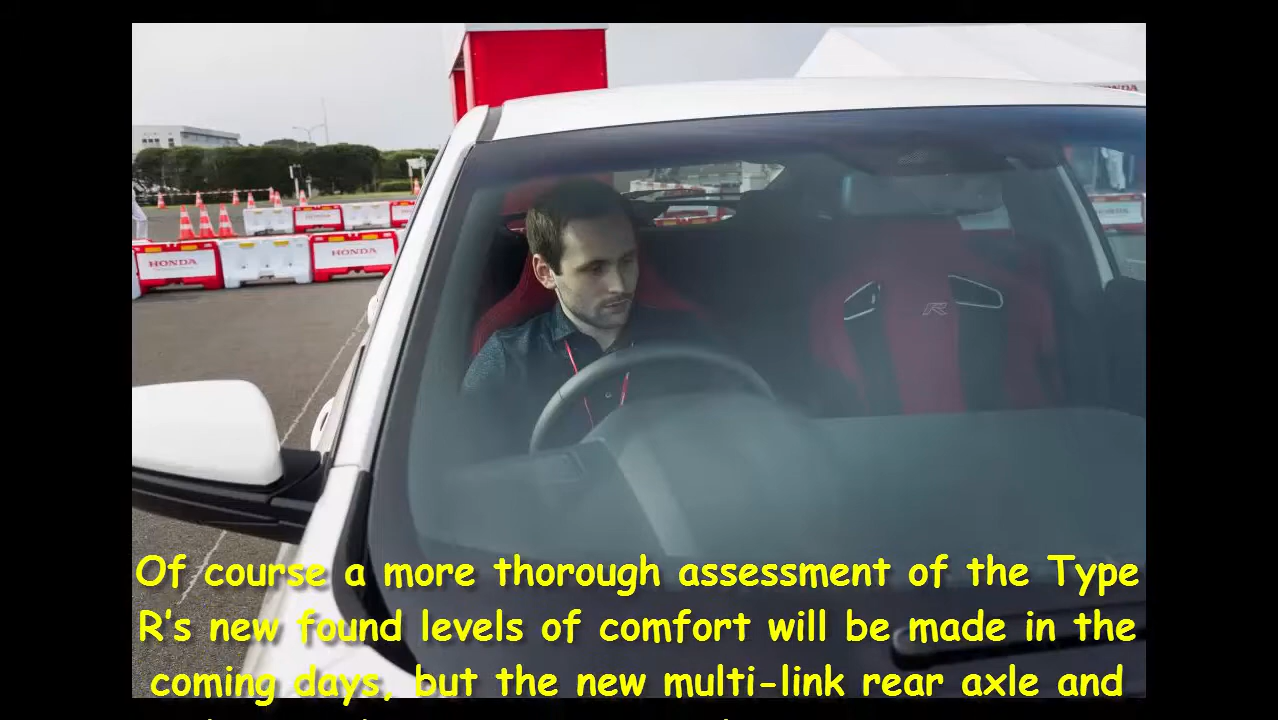 HONDA
HONDA
HONDA
R
Of course a more thorough assessment of the Type
R's new found levels of comfort will be made in the
coming days, but the new multi-link rear axle and